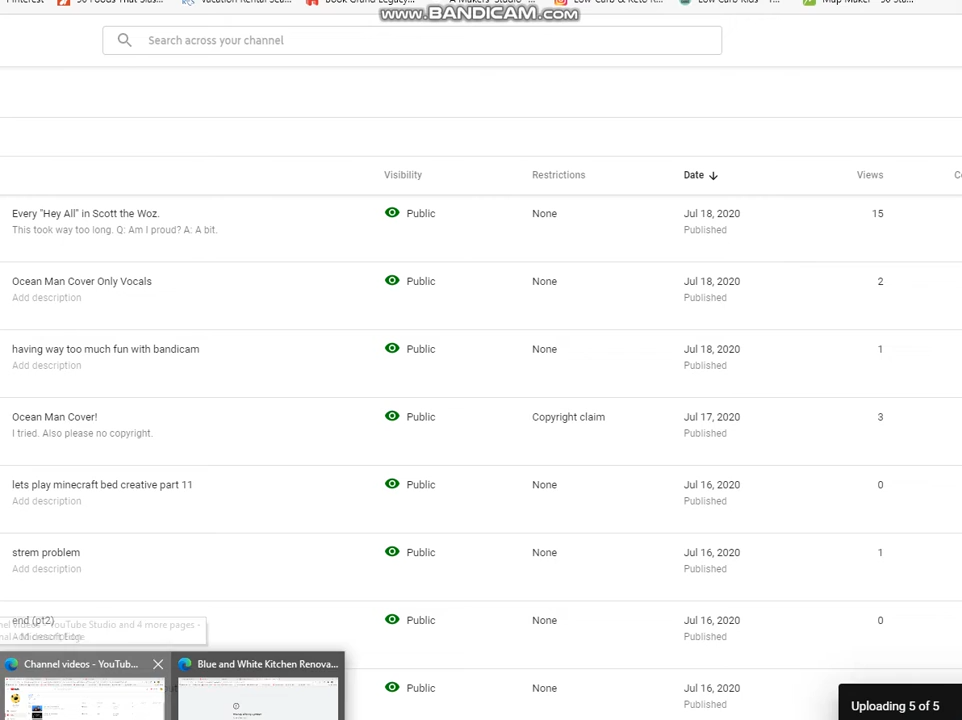 www.BANDICAM.com
Search across your channel
Visibility Restrictions Date Views
Every "Hey All" in Scott the Woz. Public None Jul 18, 2020 15
This took way too long. Q: Am I proud? A: A bit. Published
Ocean Man Cover Only Vocals Public None Jul 18, 2020 2
Add description Published
having way too much fun with bandicam Public None Jul 18, 2020 1
Add description Published
Ocean Man Cover! Public Copyright claim Jul 17, 2020 3
I tried. Also please no copyright. Published
lets play minecraft bed creative part 11 Public None Jul 16, 2020 0
Add description Published
strem problem Public None Jul 16, 2020 1
Add description Published
end (pt2) Public None Jul 16, 2020 0
YouTube Studio and 4 more pages -
Published
Channel videos - YouTub... Blue and White Kitchen Renova...
Public None Jul 16, 2020
Published
Uploading 5 of 5